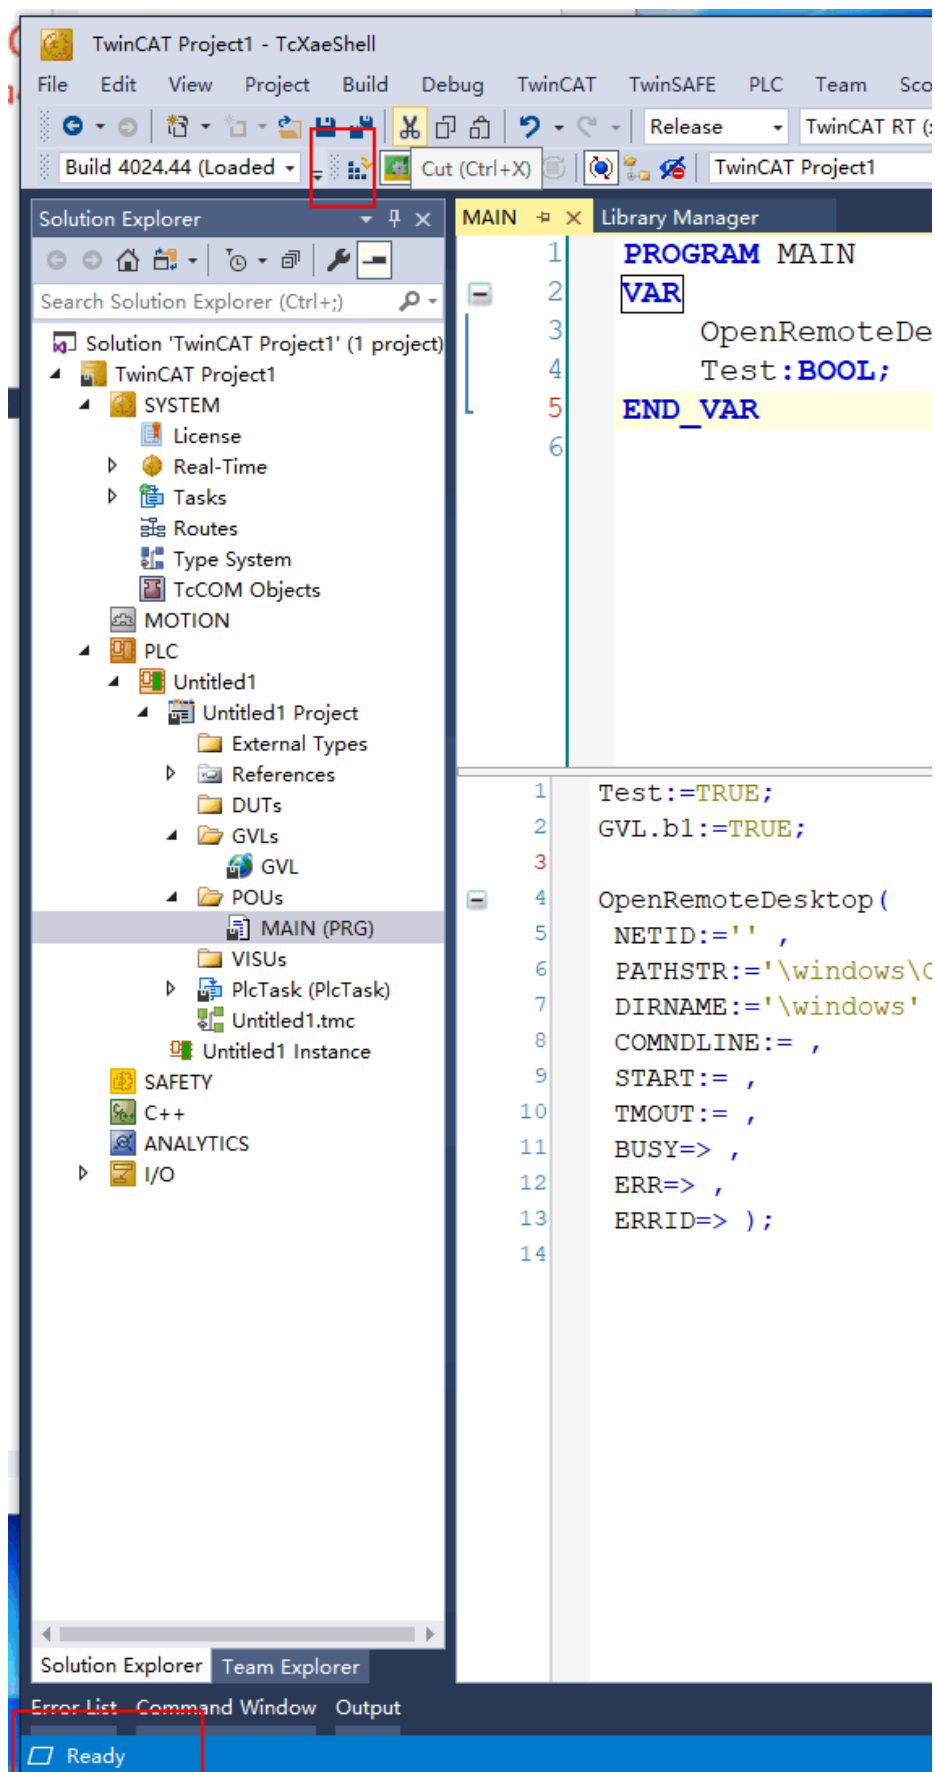 TwinCAT Project1 - TcXaeShell
File Edit View Project Build Debug TwinCAT TwinSAFE PLC Team Sco
Release TwinCAT RT (
Build 4024.44 (Loaded Cut (Ctrl+X) TwinCAT Project1
Solution Explorer
Search Solution Explorer (Ctrl+;)
Solution 'TwinCAT Project1' (1 project)
TwinCAT Project1
SYSTEM
License
Real-Time
Tasks
Routes
Type System
TcCOM Objects
MOTION
PLC
Untitled1
Untitled1 Project
External Types
References
DUTs
GVLs
GVL
POUs
MAIN (PRG)
VISUs
PlcTask (PlcTask)
Untitled1.tmc
Untitled1 Instance
SAFETY
C++
ANALYTICS
I/O
Solution Explorer Team Explorer
MAIN Library Manager
1 PROGRAM MAIN
2 VAR
3 OpenRemoteDe
4 Test:BOOL;
5 END_VAR
6
1 Test:=TRUE;
2 GVL.b1:=TRUE;
3
4 OpenRemoteDesktop(
5 NETID:='' ,
6 PATHSTR:='\windows\
7 DIRNAME:='\windows'
8 COMNDLINE:= ,
9 START:= ,
10 TMOUT:= ,
11 BUSY=> ,
12 ERR=> ,
13 ERRID=> );
14
Error List Command Window Output
Ready